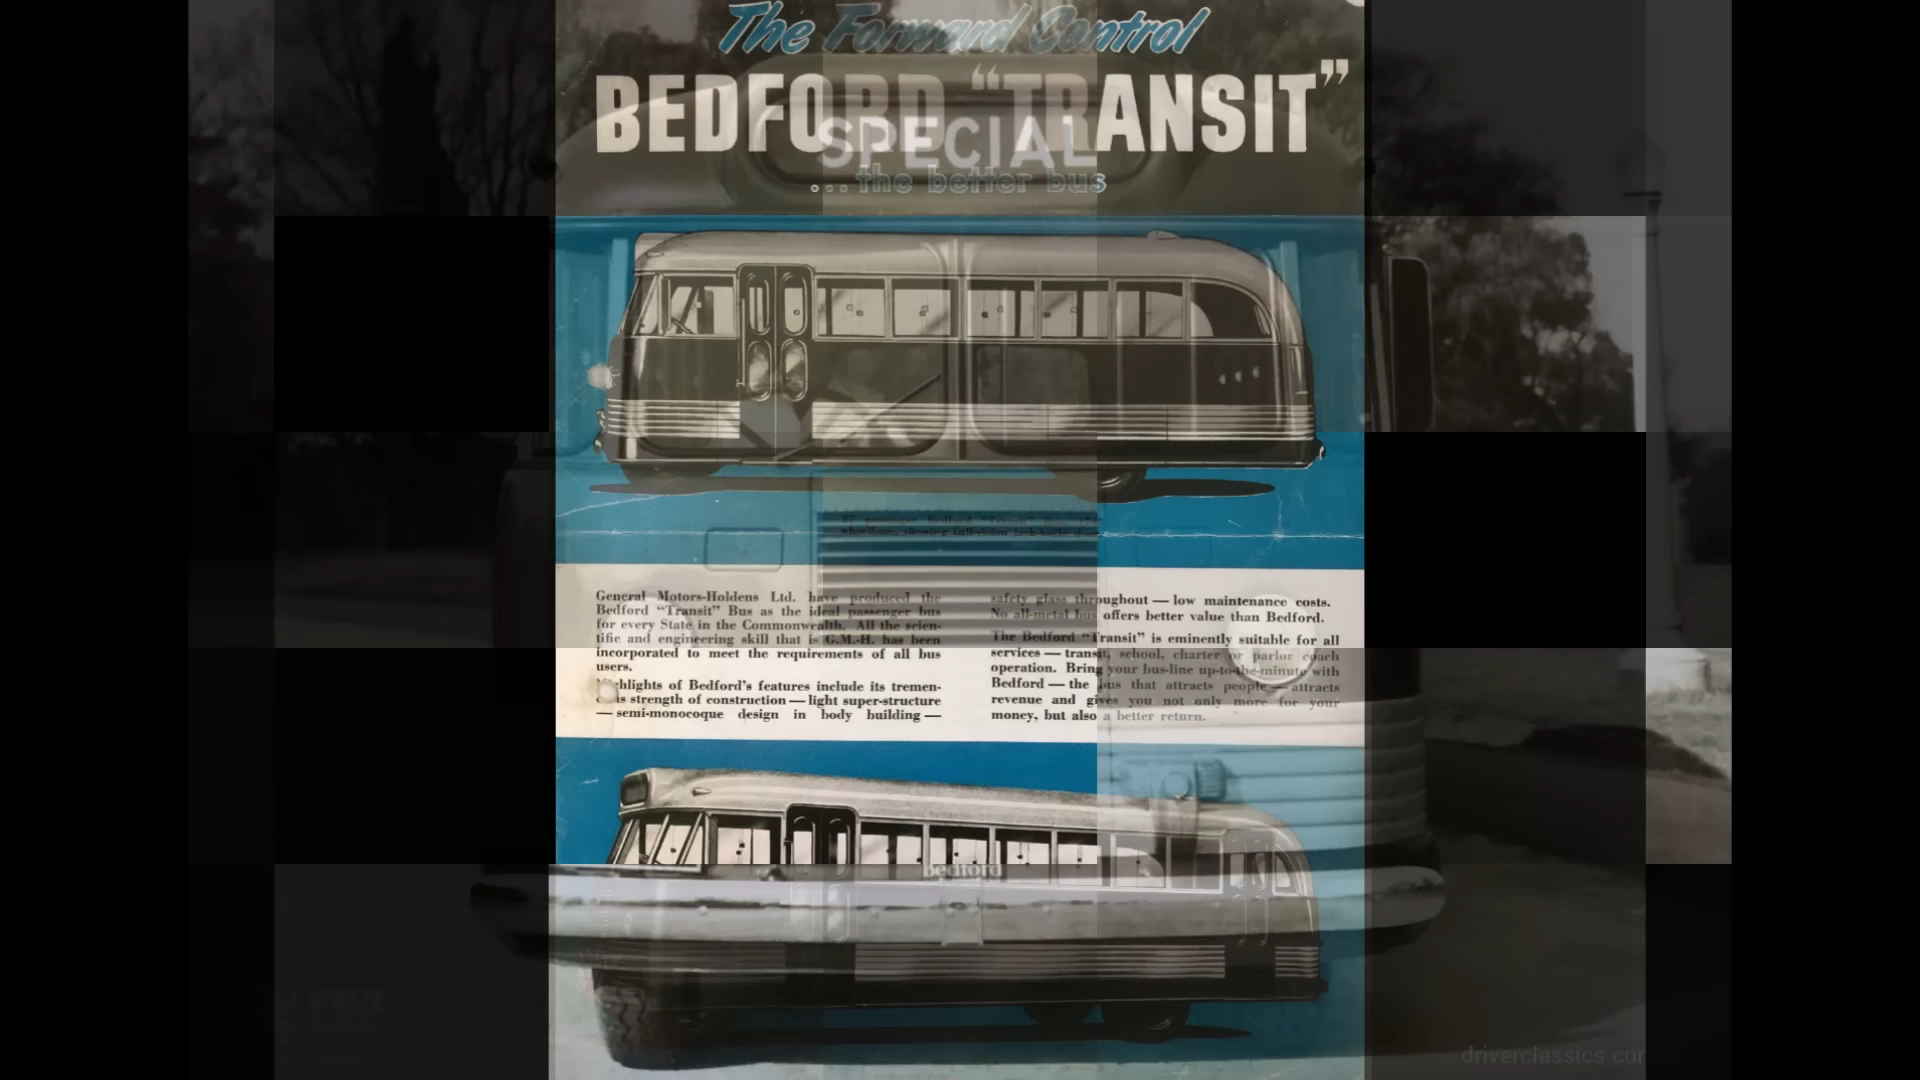 The Forward Control
BEDFORD "TRANSIT"
SPECIAL
... the better bus
General Motors-Holdens Ltd. have produced the
Bedford "Transit" Bus as the ideal passenger bus
for every State in the Commonwealth. All the scien-
tific and engineering skill that is G.M.-H. has been
incorporated to meet the requirements of all bus
users.
hlights of Bedford's features include its tremen-
is strength of construction — light super-structure
— semi-monocoque design in body building —
safety glass throughout — low maintenance costs.
No all-metal bus offers better value than Bedford.
The Bedford "Transit" is eminently suitable for all
services — transit, school, charter or parlor coach
operation. Bring your bus-line up-to-the-minute with
Bedford — the bus that attracts people — attracts
revenue and gives you not only more for your
money, but also a better return.
Bedford
driverclassics.com